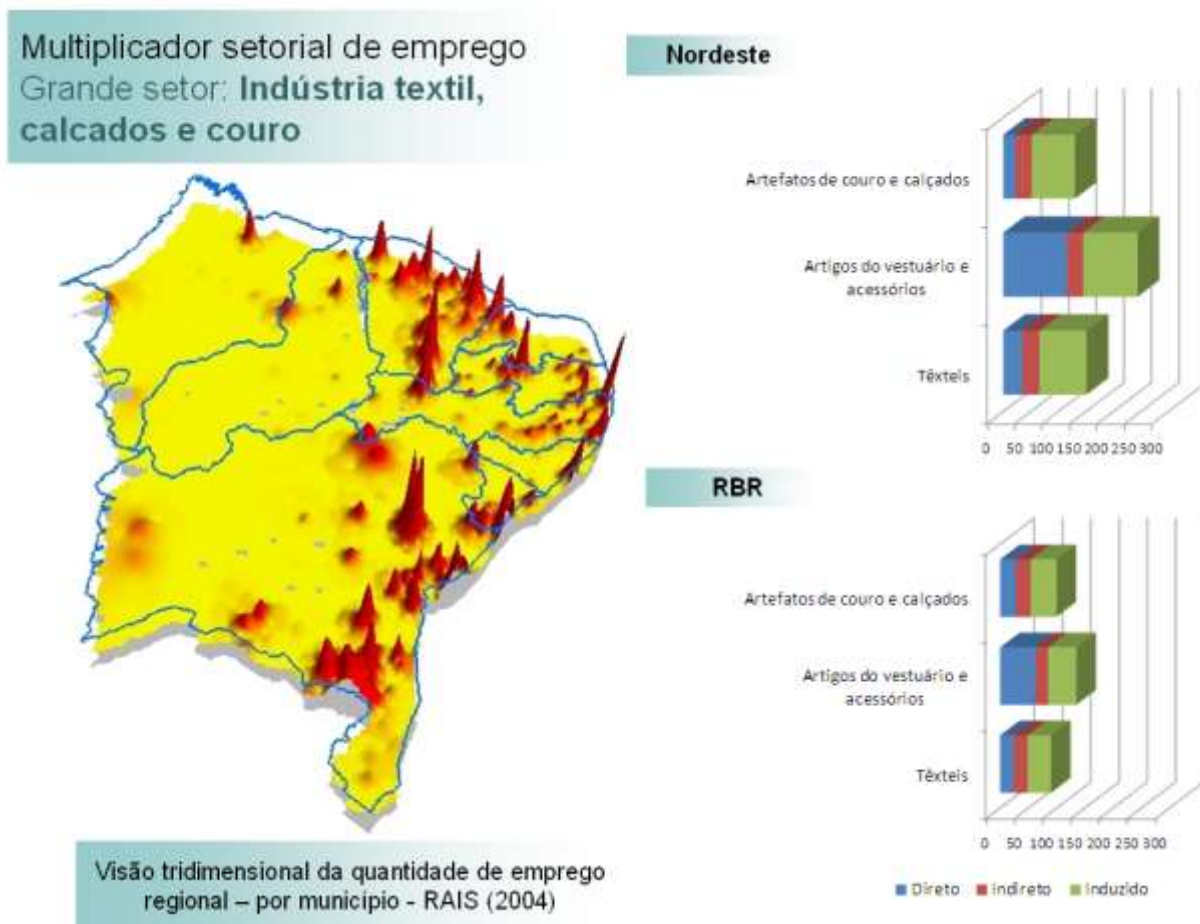 Multiplicador setorial de emprego
Grande setor: Indústria textil,
calcados e couro
Nordeste
Artefatos de couro e calçados
Artigos do vestuário e
acessórios
Têxteis
0 50 100 150 200 250 300
RBR
Artefatos de couro e calçados
Artigos do vestuário e
acessórios
Têxteis
0 50 100 150 200 250 300
Direto Indireto Induzido
Visão tridimensional da quantidade de emprego
regional – por município - RAIS (2004)